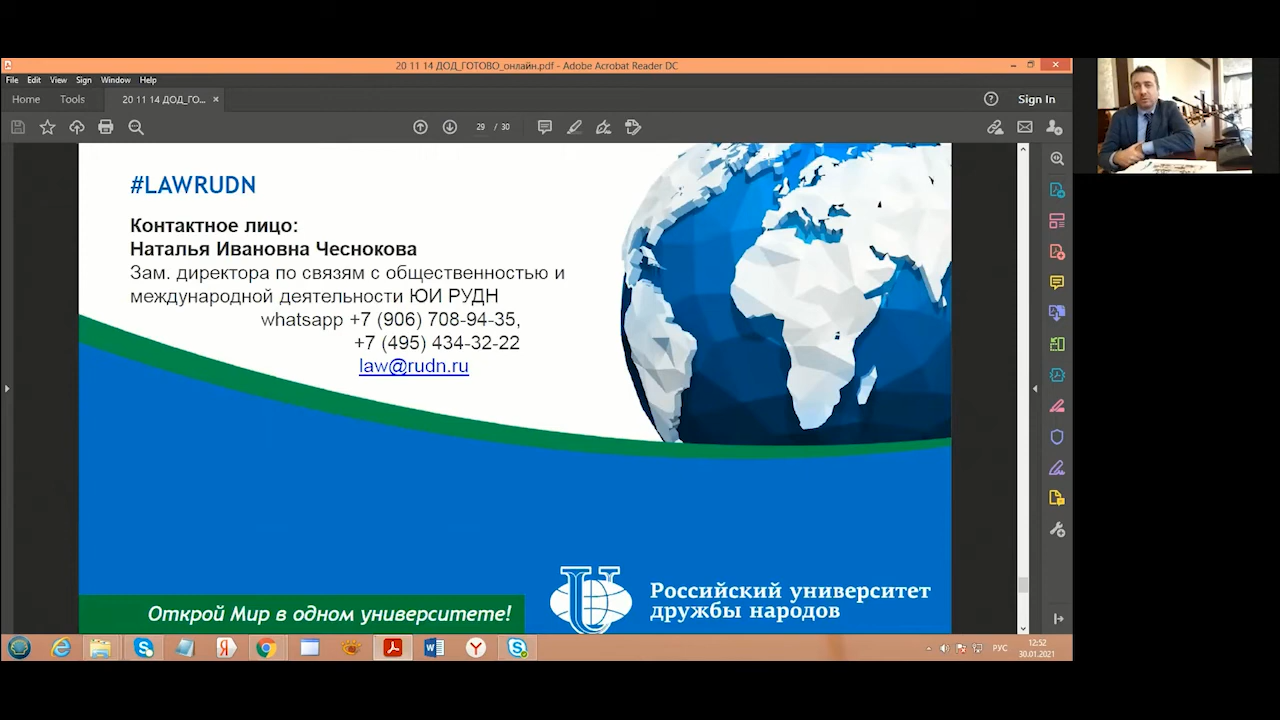 20 11 14 ДОД_ГОТОВО_онлайн.pdf - Adobe Acrobat Reader DC
File Edit View Sign Window Help
Home Tools 20 11 14 ДОД_ГО... × Sign In
29 / 30
#LAWRUDN
Контактное лицо:
Наталья Ивановна Чеснокова
Зам. директора по связям с общественностью и
международной деятельности ЮИ РУДН
whatsapp +7 (906) 708-94-35,
+7 (495) 434-32-22
law@rudn.ru
Открой Мир в одном университете!
Российский университет
дружбы народов
РУС
12:52
30.01.2021